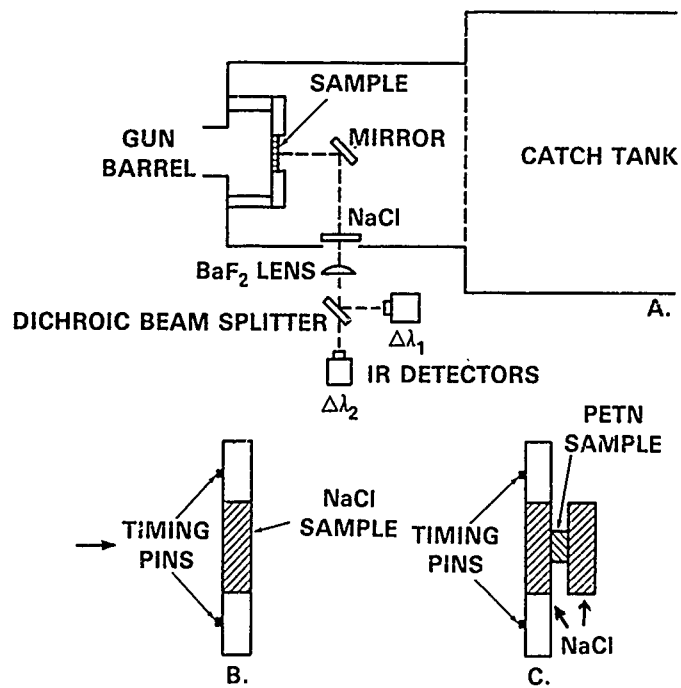 SAMPLE
GUN
BARREL
MIRROR
CATCH TANK
NaCl
BaF₂ LENS
DICHROIC BEAM SPLITTER
A.
Δλ₁
IR DETECTORS
Δλ₂
NaCl
SAMPLE
TIMING
PINS
B.
PETN
SAMPLE
TIMING
PINS
NaCl
C.